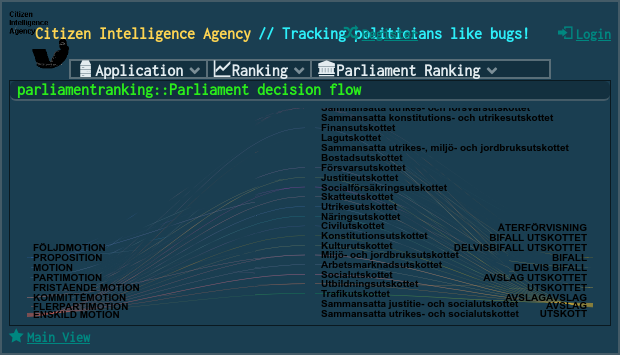 Citizen
Intelligence
Agency
Citizen Intelligence Agency // Tracking politicians like bugs!
Register
Login
Application
Ranking
Parliament Ranking
parliamentranking::Parliament decision flow
Sammansatta utrikes- och försvarsutskottet
Sammansatta konstitutions- och utrikesutskottet
Finansutskottet
Lagutskottet
Sammansatta utrikes-, miljö- och jordbruksutskottet
Bostadsutskottet
Försvarsutskottet
Justitieutskottet
Socialförsäkringsutskottet
Skatteutskottet
Utrikesutskottet
Näringsutskottet
Civilutskottet
Konstitutionsutskottet
Kulturutskottet
Miljö- och jordbruksutskottet
Arbetsmarknadsutskottet
Socialutskottet
Utbildningsutskottet
Trafikutskottet
Sammansatta justitie- och socialutskottet
Sammansatta utrikes- och socialutskottet
FÖLJDMOTION
PROPOSITION
MOTION
PARTIMOTION
FRISTÅENDE MOTION
KOMMITTÉMOTION
FLERPARTIMOTION
ENSKILD MOTION
ÅTERFÖRVISNING
BIFALL UTSKOTTET
DELVISBIFALL UTSKOTTET
BIFALL
DELVIS BIFALL
AVSLAG UTSKOTTET
UTSKOTTET
AVSLAGAVSLAG
AVSLAG
UTSKOTT
Main View